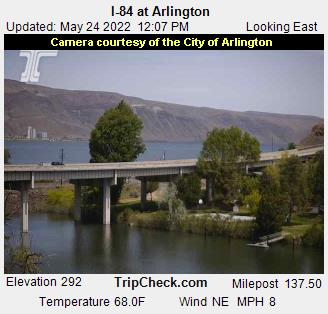 I-84 at Arlington
Updated: May 24 2022 12:07 PM Looking East
Camera courtesy of the City of Arlington
Elevation 292 TripCheck.com Milepost 137.50
Temperature 68.0F Wind NE MPH 8